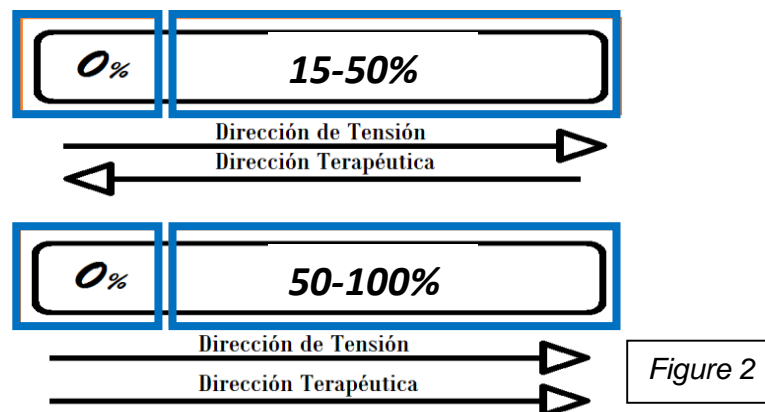 0% 15-50%
Dirección de Tensión
Dirección Terapéutica
0% 50-100%
Dirección de Tensión
Dirección Terapéutica
Figure 2